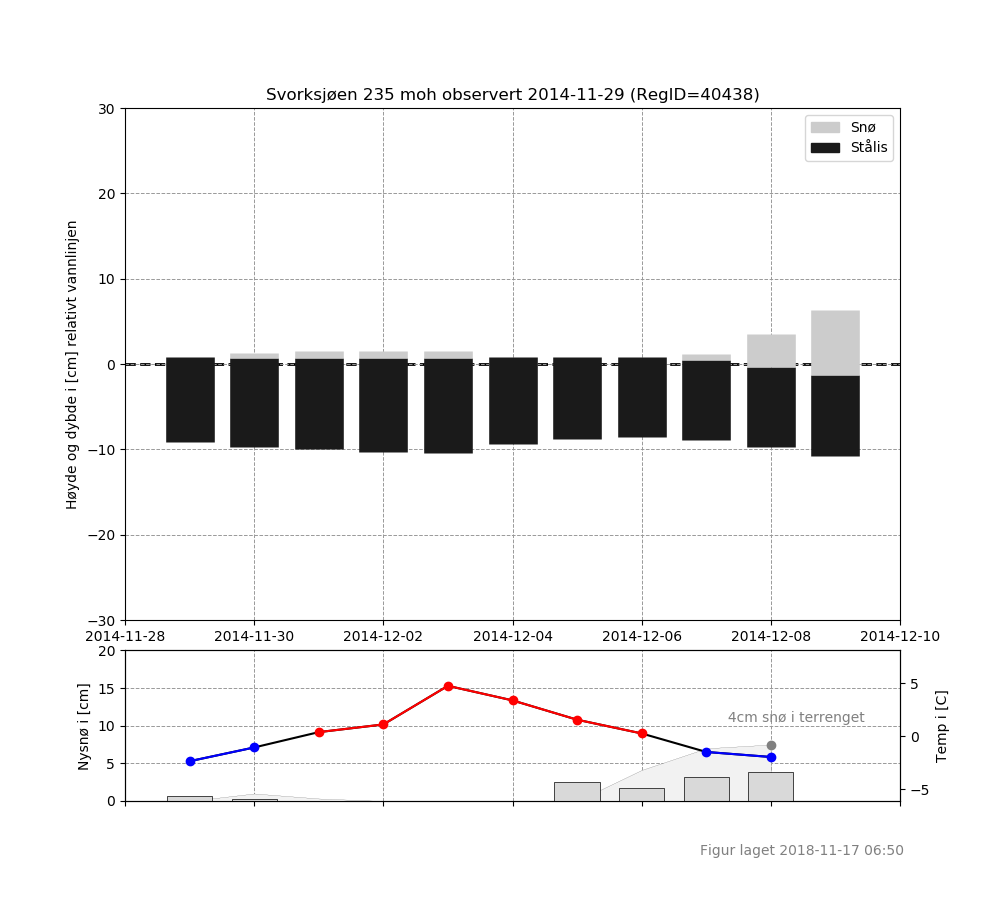 Svorksjøen 235 moh observert 2014-11-29 (RegID=40438)
Snø
Stålis
Høyde og dybde i [cm] relativt vannlinjen
30
20
10
0
−10
−20
−30
2014-11-28 2014-11-30 2014-12-02 2014-12-04 2014-12-06 2014-12-08 2014-12-10
Nysnø i [cm]
20
15
10
5
0
4cm snø i terrenget
5
0
−5
Temp i [C]
Figur laget 2018-11-17 06:50